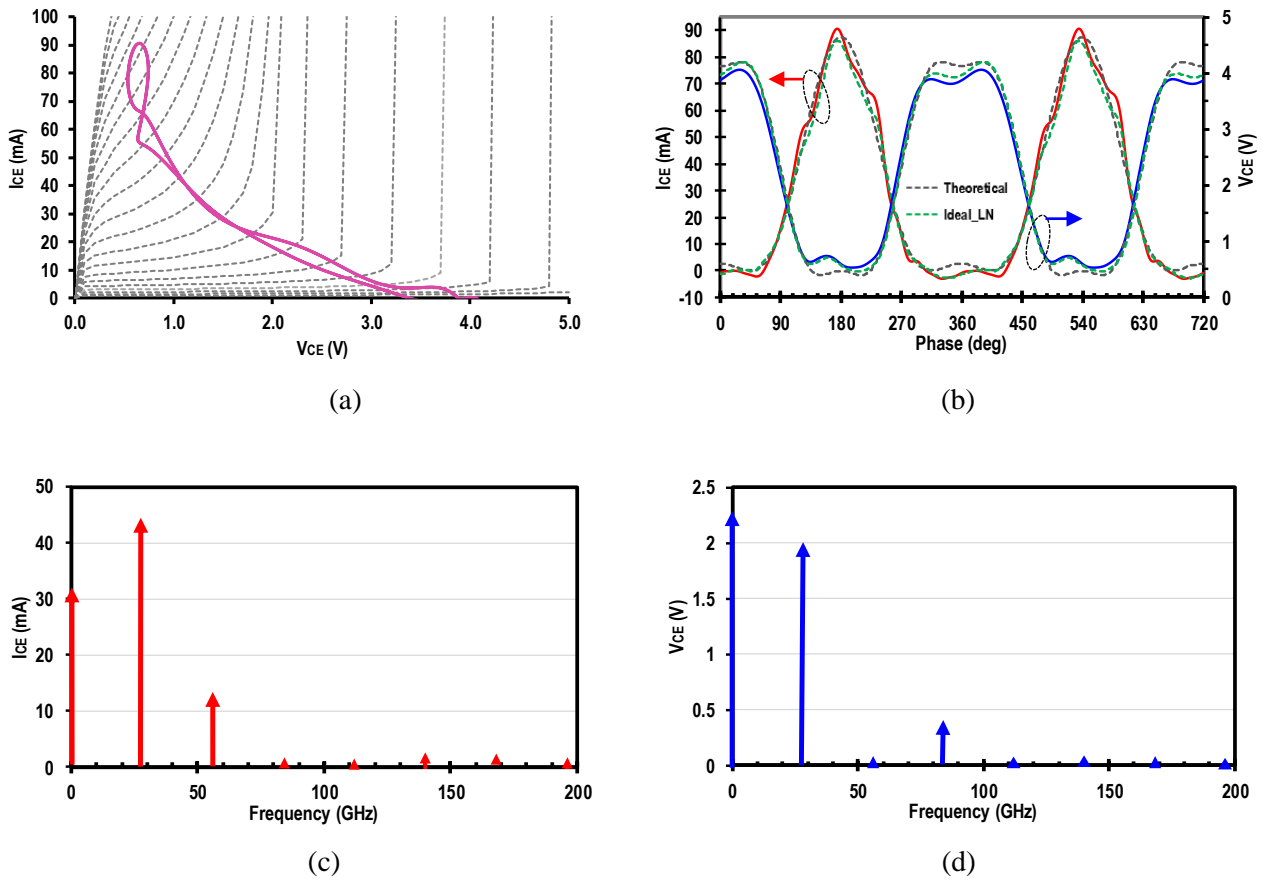 100
90
80
70
60
50
40
30
20
10
0
ICE (mA)
0.0 1.0 2.0 3.0 4.0 5.0
VCE (V)
(a)
90
80
70
60
50
40
30
20
10
0
-10
ICE (mA)
5
4
3
2
1
0
VCE (V)
Theoretical
Ideal_LN
0 90 180 270 360 450 540 630 720
Phase (deg)
(b)
50
40
30
20
10
0
ICE (mA)
0 50 100 150 200
Frequency (GHz)
(c)
2.5
2
1.5
1
0.5
0
VCE (V)
0 50 100 150 200
Frequency (GHz)
(d)